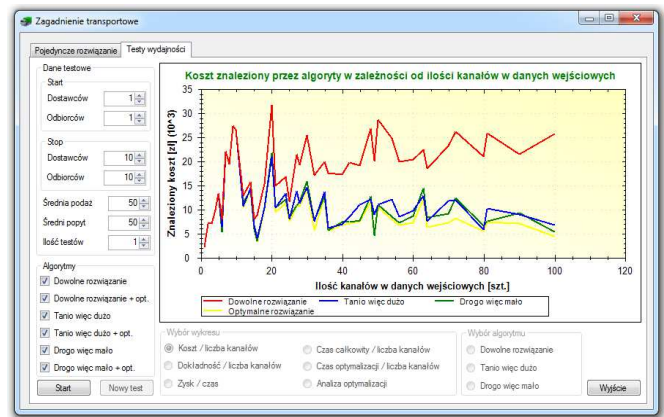 Zagadnienie transportowe
Pojedyncze rozwiązanie
Testy wydajności
Dane testowe
Start
Dostawców 1
Odbiorców 1
Stop
Dostawców 10
Odbiorców 10
Średnia podaż 50
Średni popyt 50
Ilość testów 1
Algorytmy
Dowolne rozwiązanie
Dowolne rozwiązanie + opt.
Tanio więc dużo
Tanio więc dużo + opt.
Drogo więc mało
Drogo więc mało + opt.
Start
Nowy test
Koszt znaleziony przez algoryty w zależności od ilości kanałów w danych wejściowych
Znaleziony koszt [zł] (10^3)
35
30
25
20
15
10
5
0
0 20 40 60 80 100 120
Ilość kanałów w danych wejściowych [szt.]
Dowolne rozwiązanie Tanio więc dużo Drogo więc mało
Optymalne rozwiązanie
Wybór wykresu
Koszt / liczba kanałów
Dokładność / liczba kanałów
Zysk / czas
Czas całkowity / liczba kanałów
Czas optymalizacji / liczba kanałów
Analiza optymalizacji
Wybór algorytmu
Dowolne rozwiązanie
Tanio więc dużo
Drogo więc mało
Wyjście